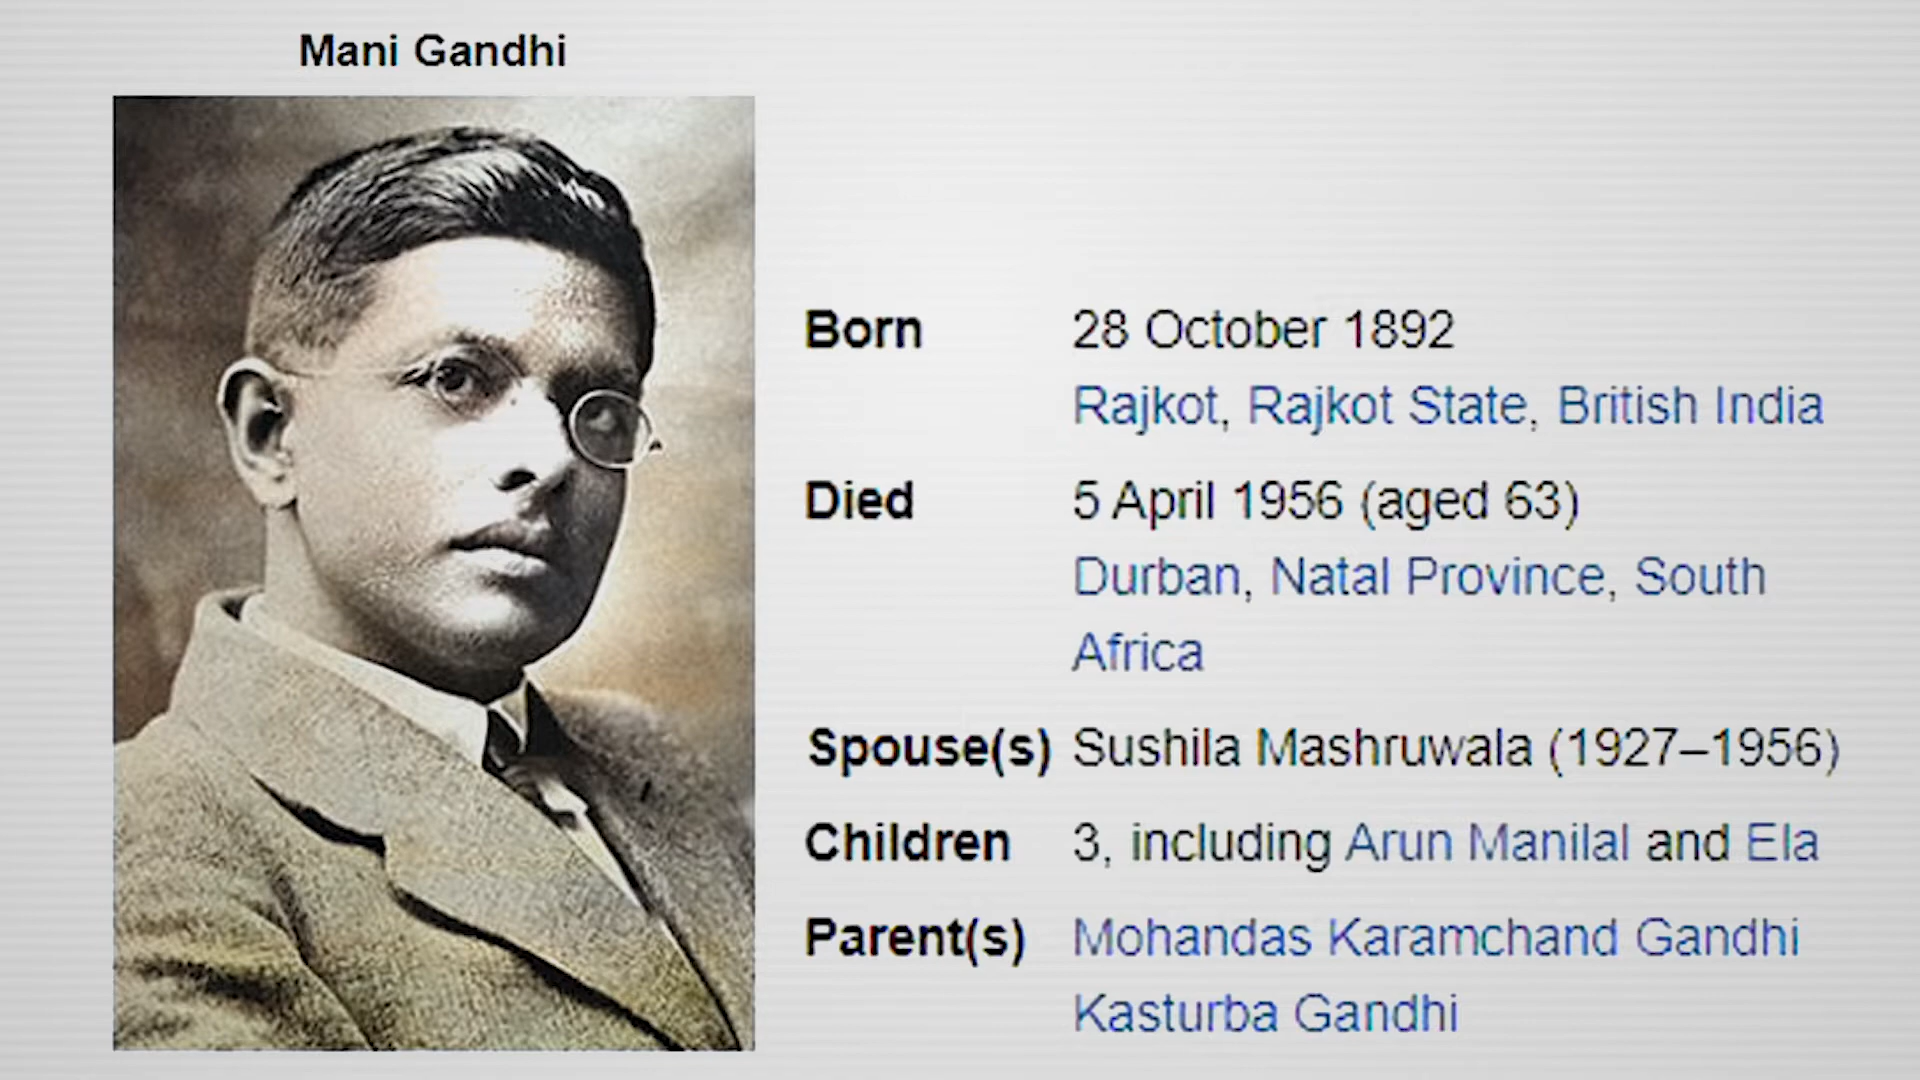 Mani Gandhi
Born 28 October 1892
Rajkot, Rajkot State, British India
Died 5 April 1956 (aged 63)
Durban, Natal Province, South
Africa
Spouse(s) Sushila Mashruwala (1927–1956)
Children 3, including Arun Manilal and Ela
Parent(s) Mohandas Karamchand Gandhi
Kasturba Gandhi